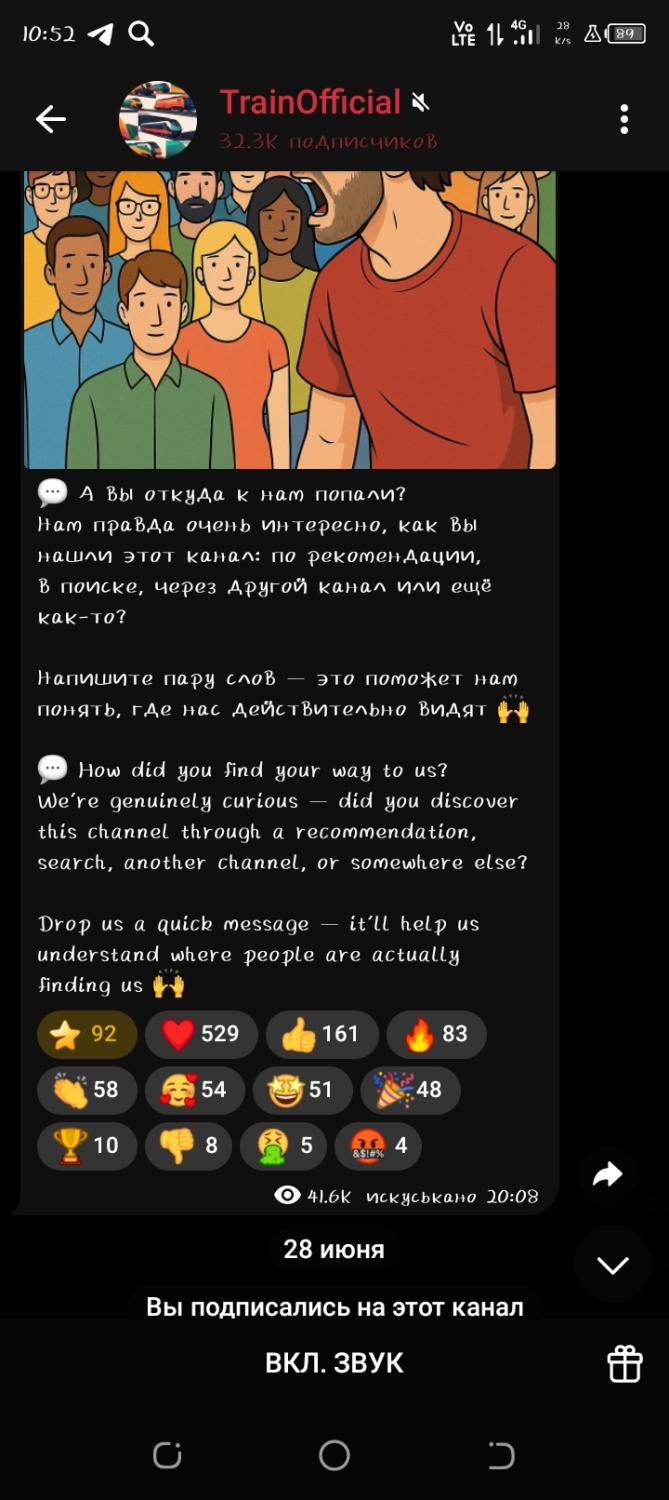 10:52
Vo LTE 4G 28 K/s 89
TrainOfficial
32.3K подписчиков
А вы откуда к нам попали?
Нам правда очень интересно, как вы
нашли этот канал: по рекомендации,
в поиске, через другой канал или ещё
как-то?
Напишите пару слов — это поможет нам
понять, где нас действительно видят 🙌
How did you find your way to us?
We're genuinely curious — did you discover
this channel through a recommendation,
search, another channel, or somewhere else?
Drop us a quick message — it'll help us
understand where people are actually
finding us 🙌
92 529 161 83
58 54 51 48
10 8 5 &$!#% 4
41.6K искуськано 20:08
28 июня
Вы подписались на этот канал
ВКЛ. ЗВУК